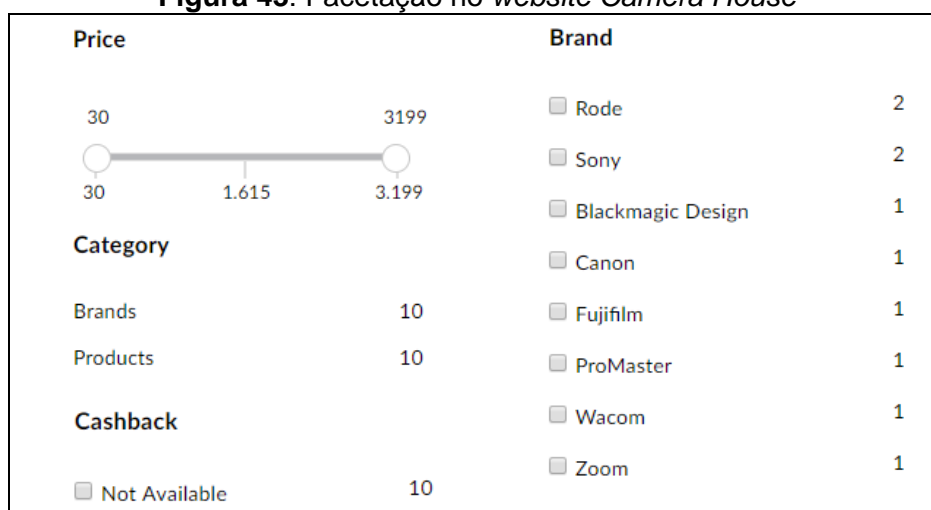 Figura 45. Facetação no website Camera House
Price
30 3199
30 1.615 3.199
Category
Brands 10
Products 10
Cashback
Not Available 10
Brand
Rode 2
Sony 2
Blackmagic Design 1
Canon 1
Fujifilm 1
ProMaster 1
Wacom 1
Zoom 1